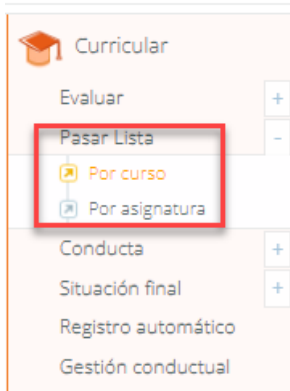 Curricular
Evaluar +
Pasar Lista -
Por curso
Por asignatura
Conducta +
Situación final +
Registro automático
Gestión conductual